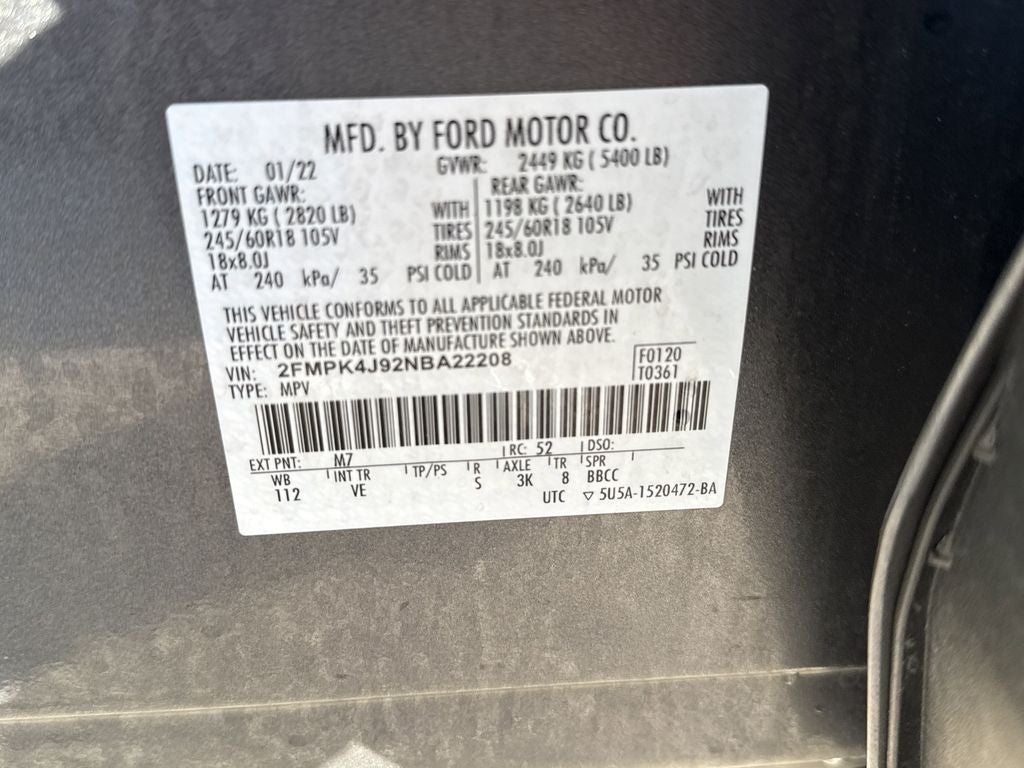 MFD. BY FORD MOTOR CO.
DATE: 01/22 GVWR: 2449 KG ( 5400 LB)
FRONT GAWR: REAR GAWR:
1279 KG ( 2820 LB) WITH 1198 KG ( 2640 LB) WITH
245/60R18 105V TIRES 245/60R18 105V TIRES
18x8.0J RIMS 18x8.0J RIMS
AT 240 kPa/ 35 PSI COLD AT 240 kPa/ 35 PSI COLD
THIS VEHICLE CONFORMS TO ALL APPLICABLE FEDERAL MOTOR
VEHICLE SAFETY AND THEFT PREVENTION STANDARDS IN
EFFECT ON THE DATE OF MANUFACTURE SHOWN ABOVE.
VIN: 2FMPK4J92NBA22208 F0120
TYPE: MPV T0361
EXT PNT: M7 RC: 52 DSO:
WB INT TR TP/PS R AXLE TR SPR
112 VE S 3K 8 BBCC
UTC ▽ 5U5A-1520472-BA